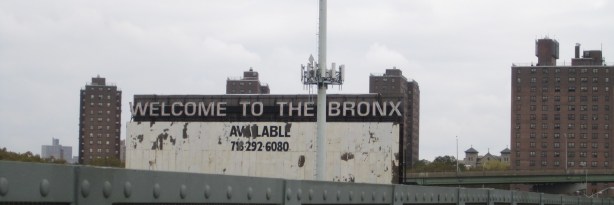 WELCOME TO THE BRONX
AVAILABLE
718-292-6080